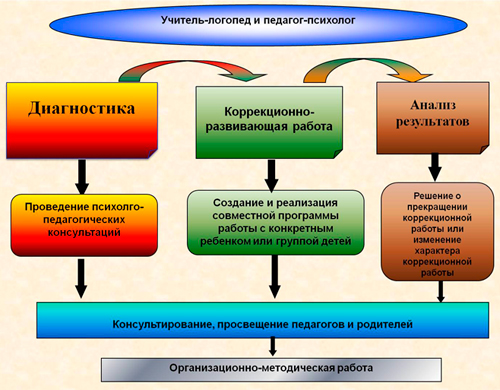 Учитель-логопед и педагог-психолог
Диагностика
Коррекционно-
развивающая работа
Анализ
результатов
Проведение психолго-
педагогических
консультаций
Создание и реализация
совместной программы
работы с конкретным
ребенком или группой детей
Решение о
прекращении
коррекционной
работы или
изменение
характера
коррекционной
работы
Консультирование, просвещение педагогов и родителей
Организационно-методическая работа